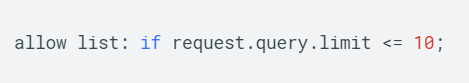 allow list: if request.query.limit <= 10;